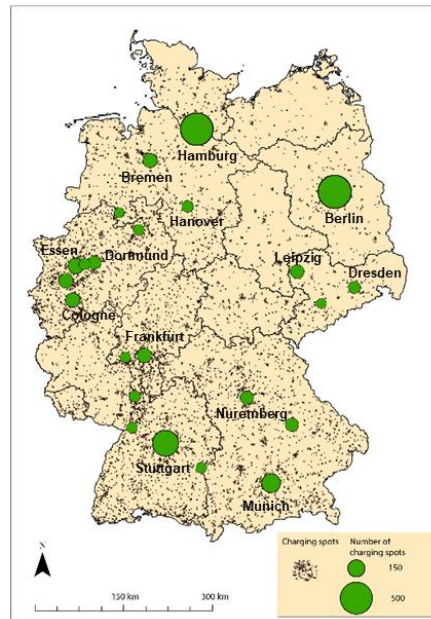 Hamburg
Bremen
Berlin
Hanover
Essen
Dortmund
Leipzig
Dresden
Cologne
Frankfurt
Nuremberg
Stuttgart
Munich
N
150 km
300 km
Charging spots
Number of
charging spots
150
500